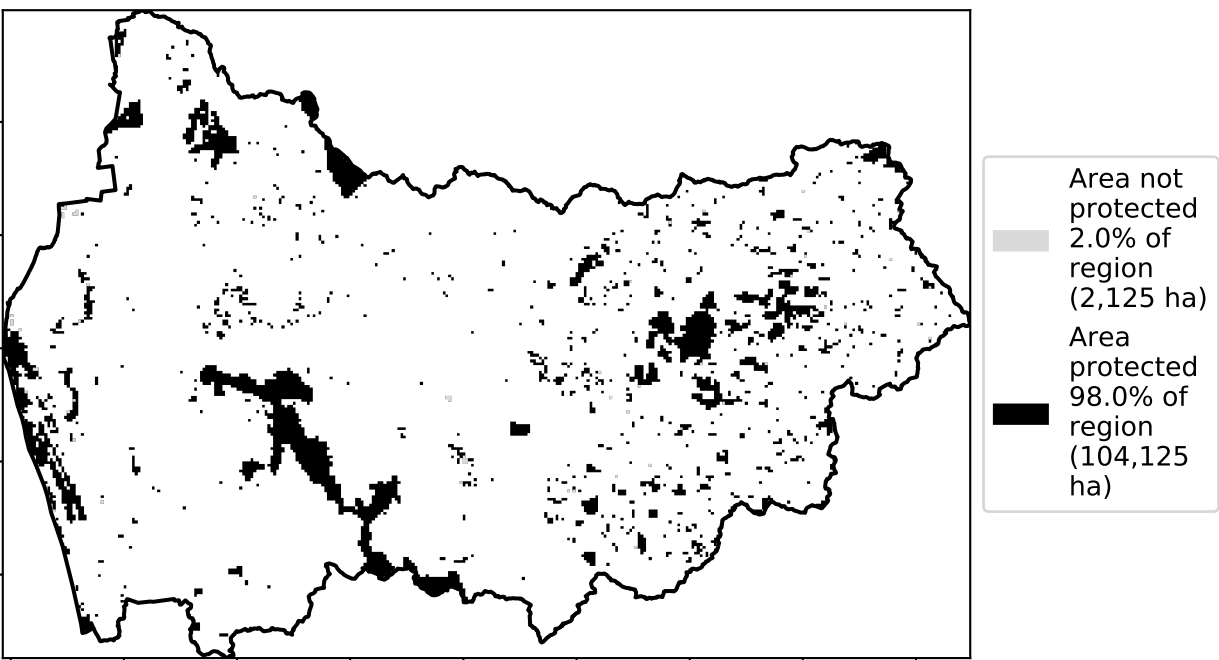 Area not
protected
2.0% of
region
(2,125 ha)
Area
protected
98.0% of
region
(104,125
ha)